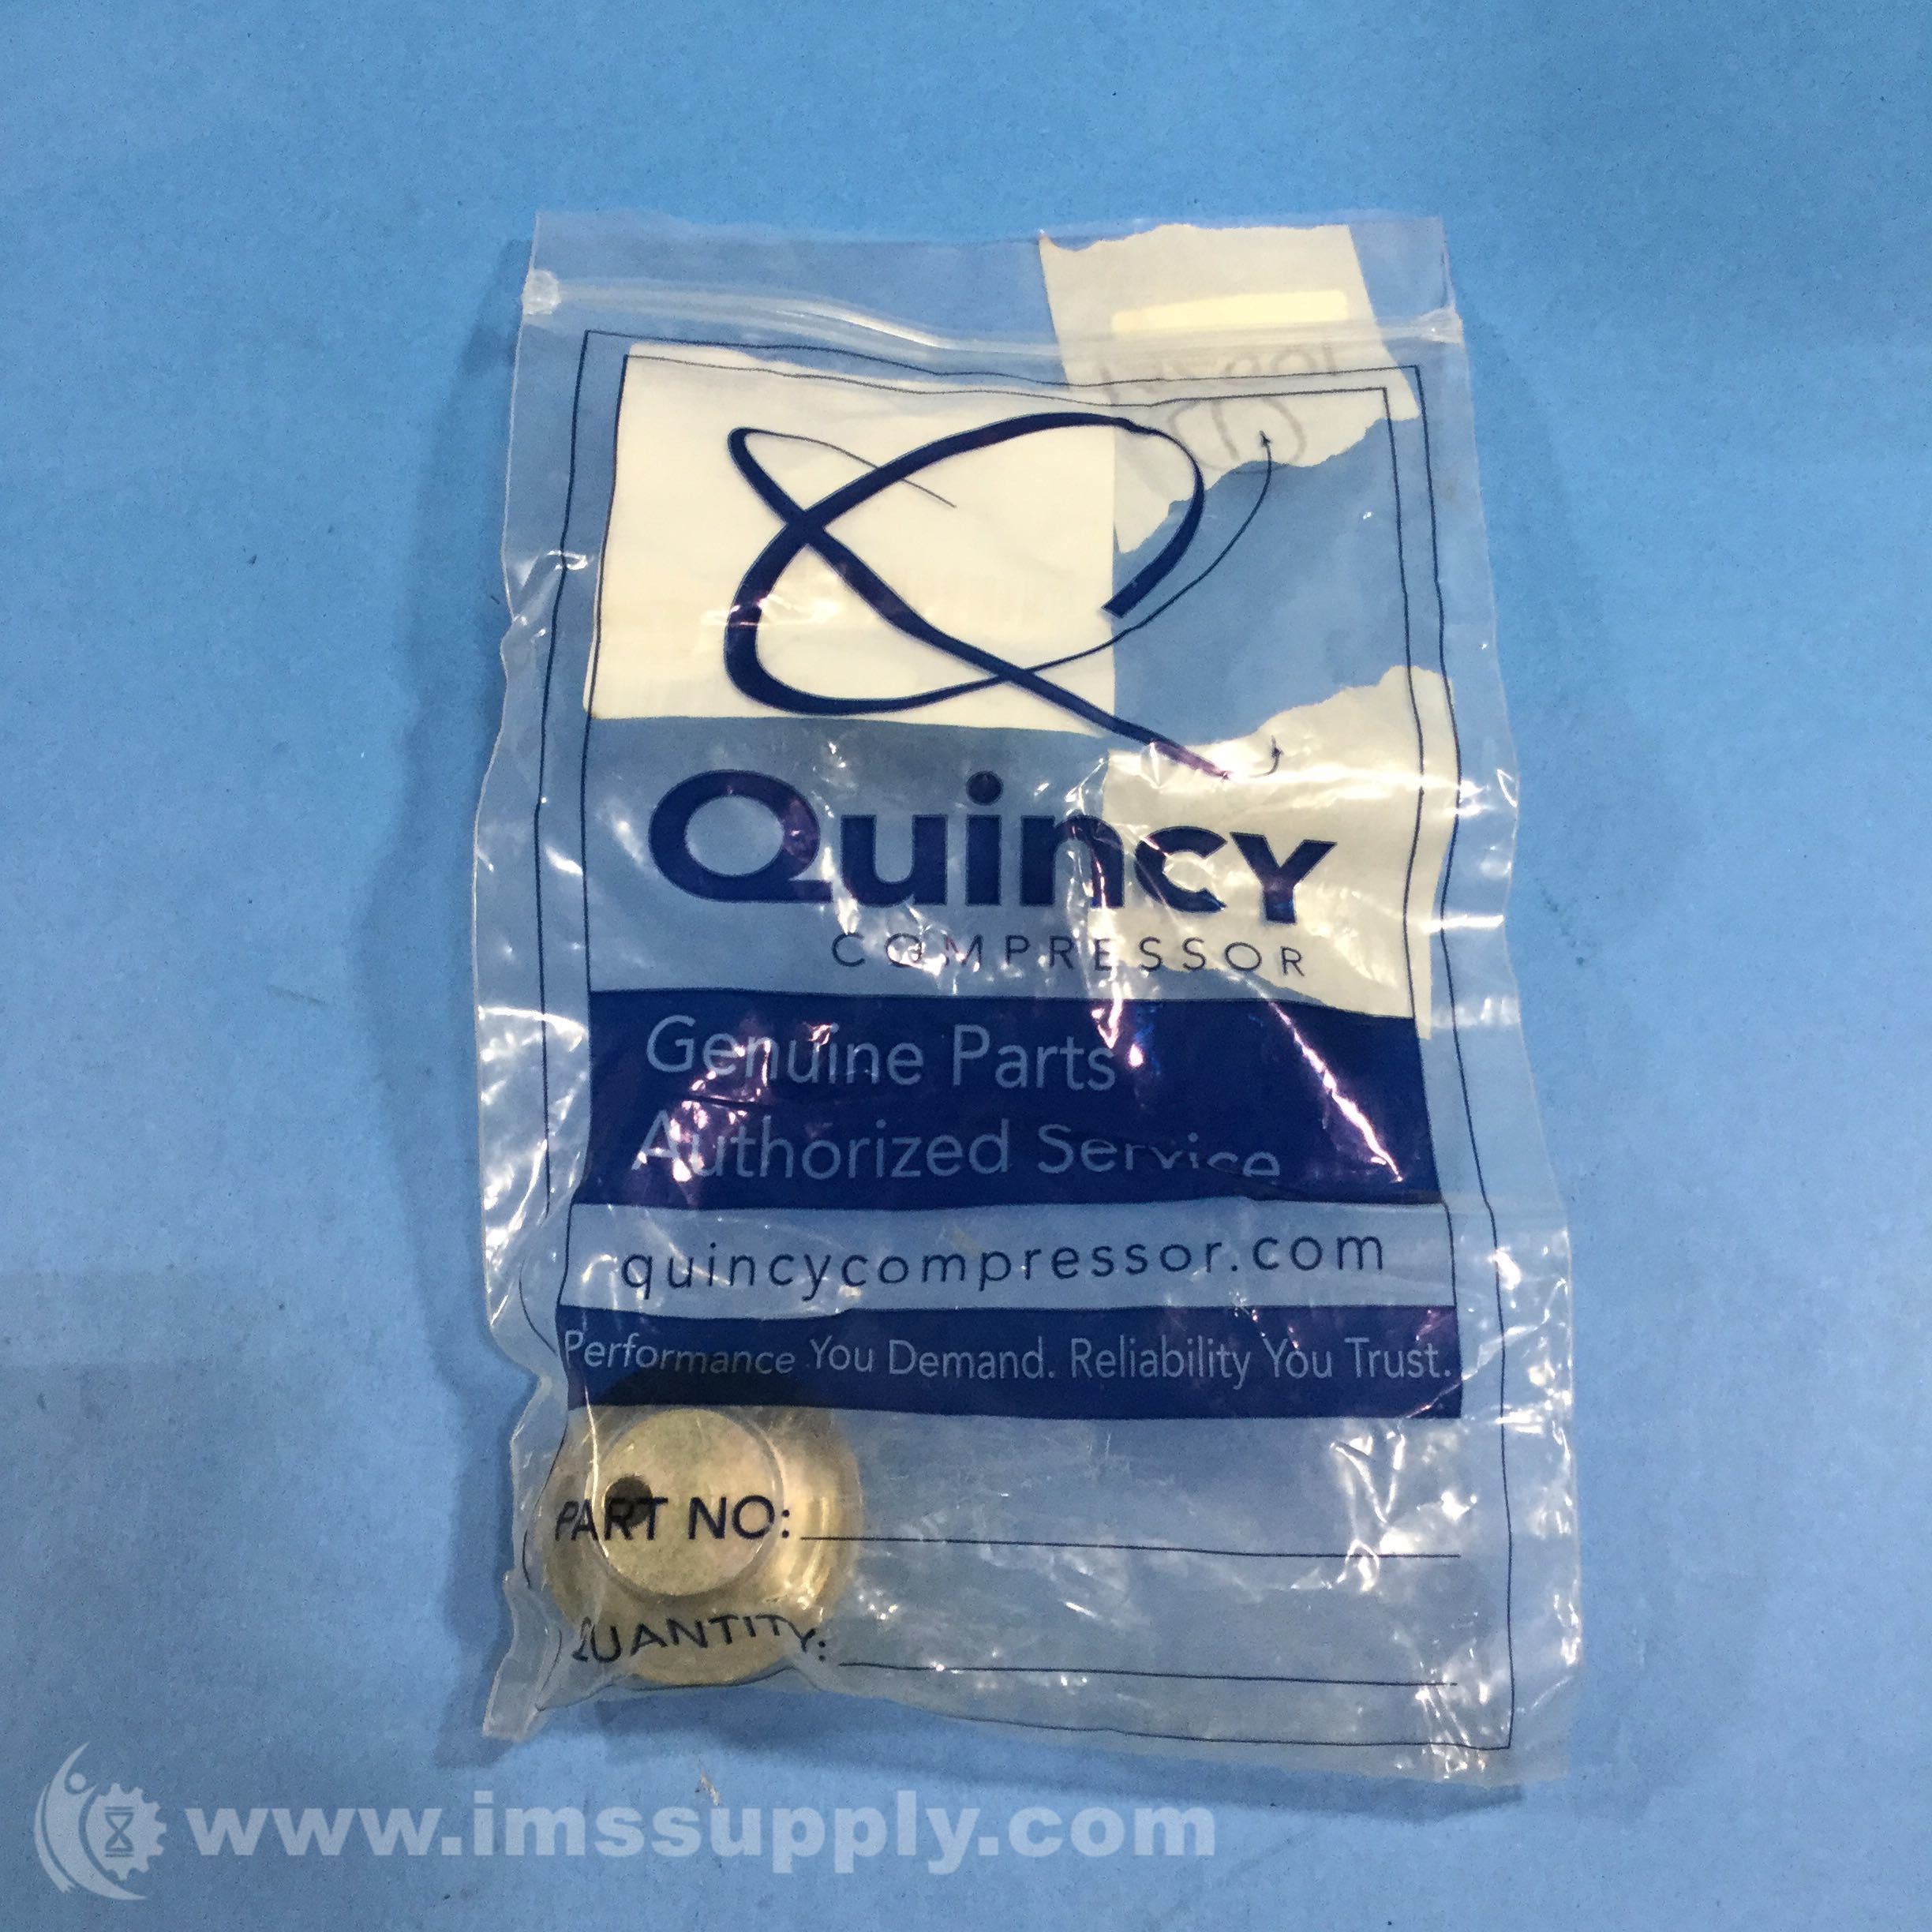 Quincy
COMPRESSOR
Genuine Parts
Authorized Service
quincycompressor.com
Performance You Demand. Reliability You Trust.
PART NO:
QUANTITY:
www.imssupply.com